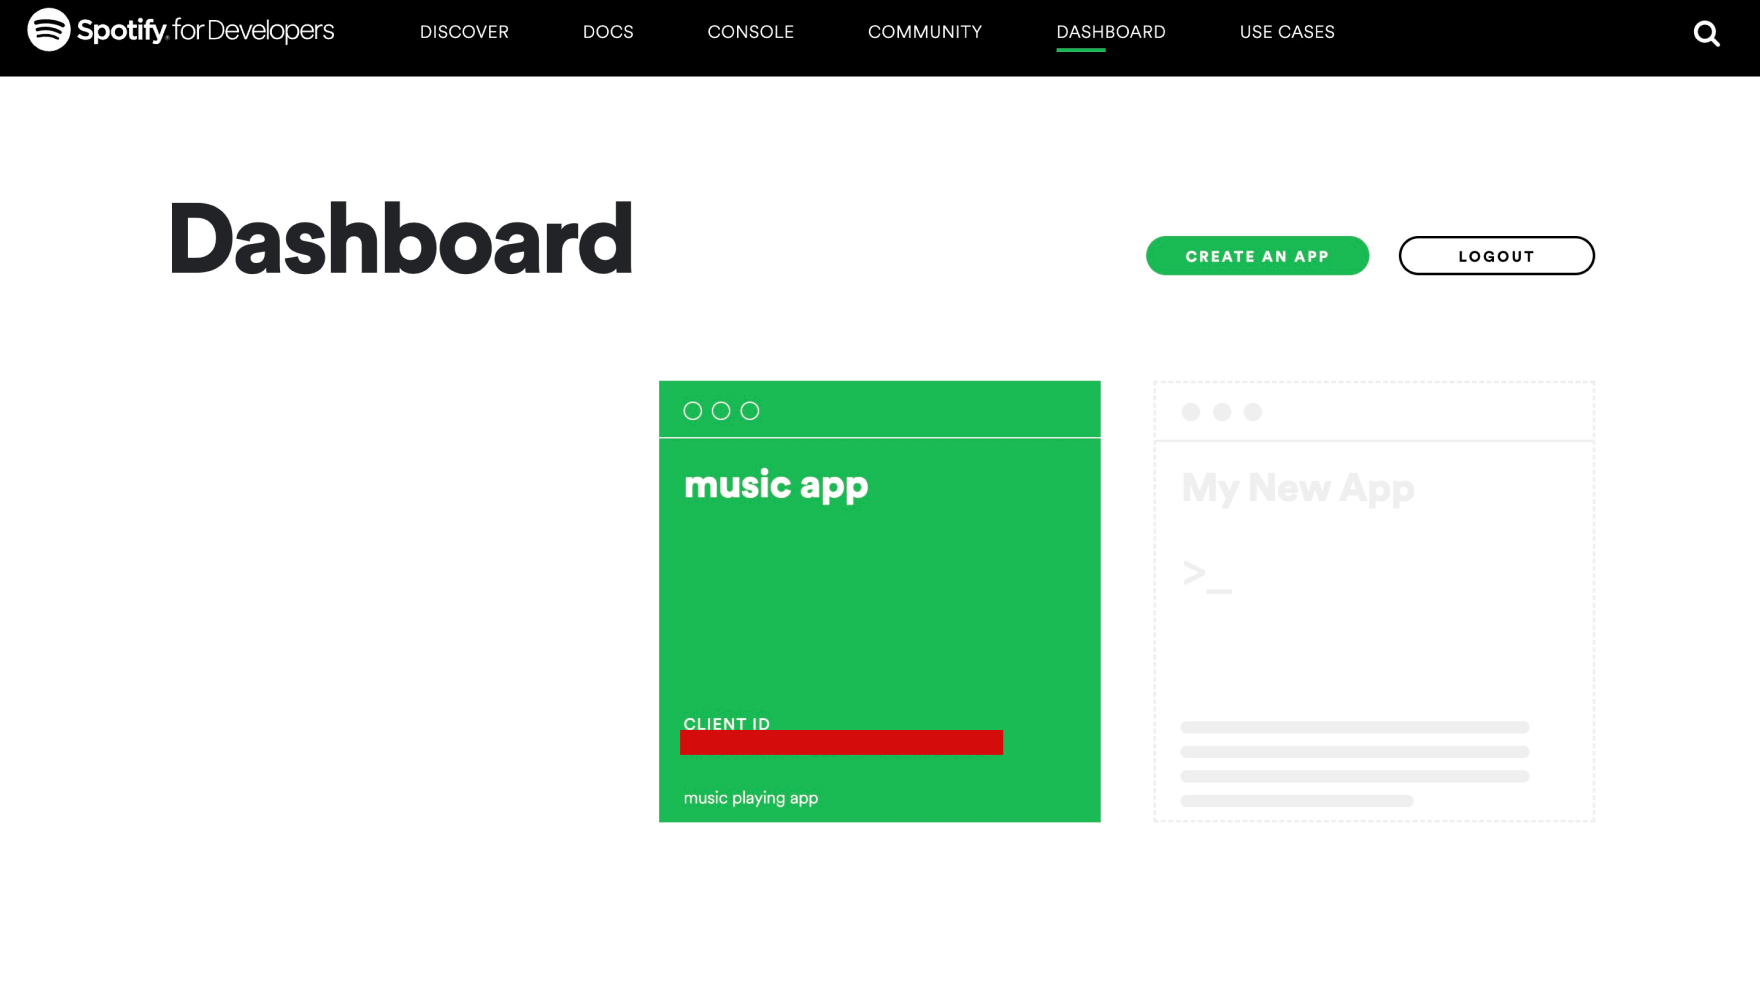 Spotify for Developers
DISCOVER
DOCS
CONSOLE
COMMUNITY
DASHBOARD
USE CASES
Dashboard
CREATE AN APP
LOGOUT
music app
CLIENT ID
music playing app
My New App
>_